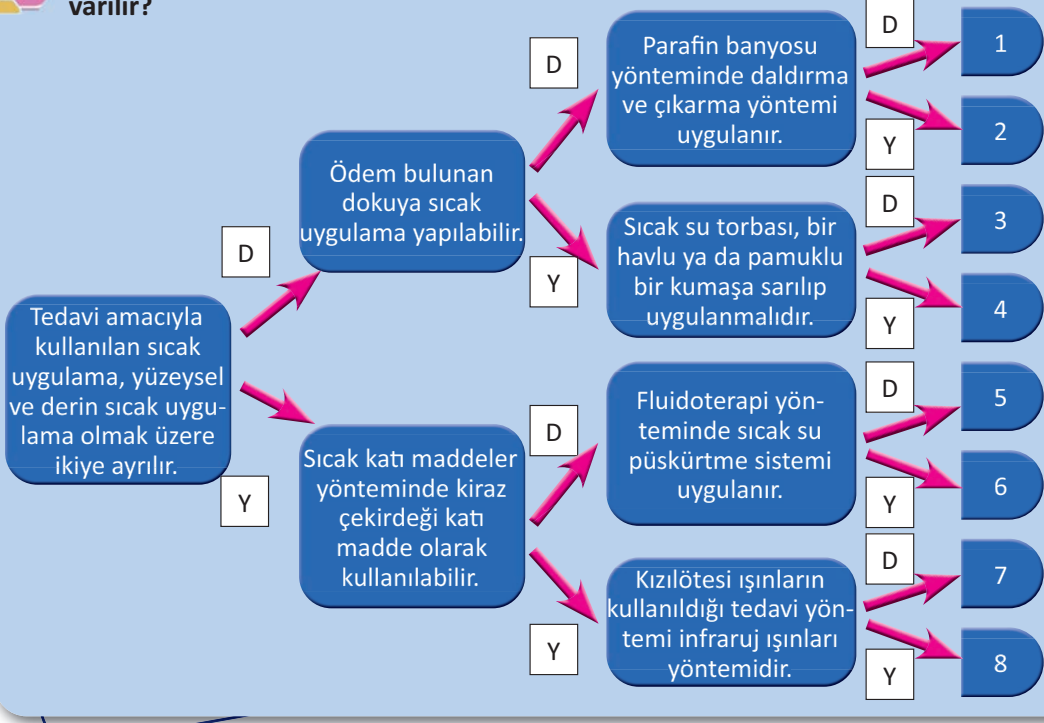 varılır?
Tedavi amacıyla
kullanılan sıcak
uygulama, yüzeysel
ve derin sıcak uygu-
lama olmak üzere
ikiye ayrılır.
D
Y
Ödem bulunan
dokuya sıcak
uygulama yapılabilir.
D
Y
Sıcak katı maddeler
yönteminde kiraz
çekirdeği katı
madde olarak
kullanılabilir.
D
Y
Parafin banyosu
yönteminde daldırma
ve çıkarma yöntemi
uygulanır.
D
1
Y
2
Sıcak su torbası, bir
havlu ya da pamuklu
bir kumaşa sarılıp
uygulanmalıdır.
D
3
Y
4
Fluidoterapi yön-
teminde sıcak su
püskürtme sistemi
uygulanır.
D
5
Y
6
Kızılötesi ışınların
kullanıldığı tedavi yön-
temi infraruj ışınları
yöntemidir.
D
7
Y
8